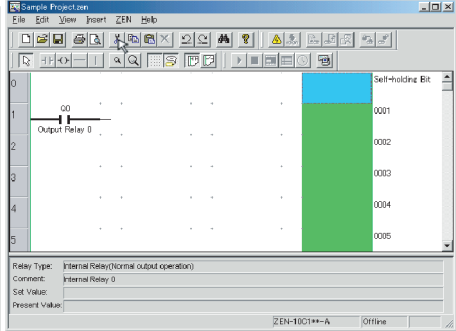 Sample Project.zen
File Edit View Insert ZEN Help
0 Self-holding Bit
1 Q0 0001
Output Relay 0
2 0002
3 0003
4 0004
5 0005
Relay Type: Internal Relay(Normal output operation)
Comment: Internal Relay 0
Set Value:
Present Value:
ZEN-10C1**-A Offline